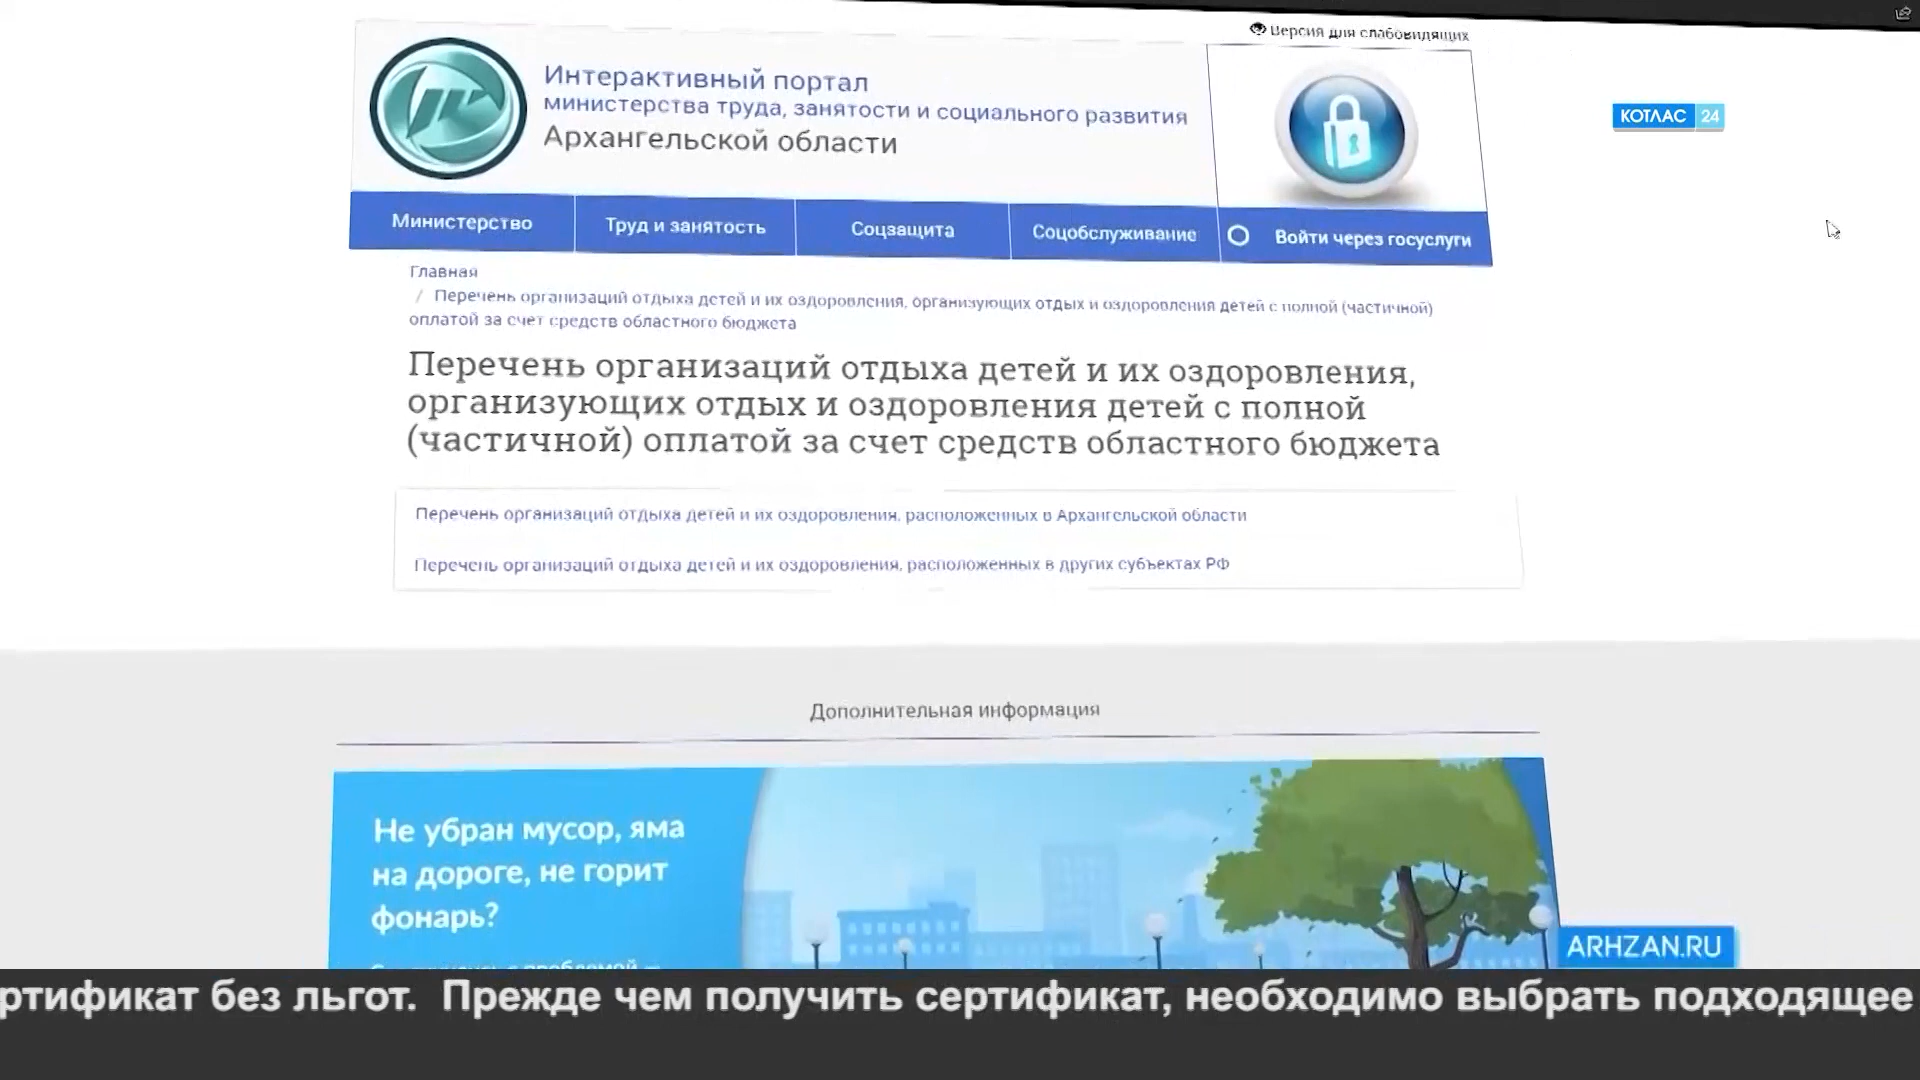 Версия для слабовидящих
Интерактивный портал
министерства труда, занятости и социального развития
Архангельской области
КОТЛАС 24
Министерство
Труд и занятость
Соцзащита
Соцобслуживание
Войти через госуслуги
Главная
/ Перечень организаций отдыха детей и их оздоровления, организующих отдых и оздоровления детей с полной (частичной)
оплатой за счет средств областного бюджета
Перечень организаций отдыха детей и их оздоровления,
организующих отдых и оздоровления детей с полной
(частичной) оплатой за счет средств областного бюджета
Перечень организаций отдыха детей и их оздоровления, расположенных в Архангельской области
Перечень организаций отдыха детей и их оздоровления, расположенных в других субъектах РФ
Дополнительная информация
Не убран мусор, яма
на дороге, не горит
фонарь?
ARHZAN.RU
ртификат без льгот. Прежде чем получить сертификат, необходимо выбрать подходящее